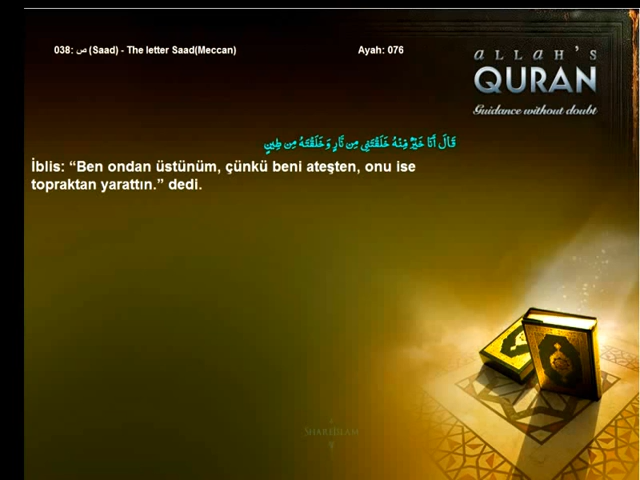 038: ص (Saad) - The letter Saad(Meccan) Ayah: 076
ALLAH'S
QURAN
Guidance without doubt
قَالَ أَنَا خَيْرٌ مِّنْهُ خَلَقْتَنِي مِن نَّارٍ وَخَلَقْتَهُ مِن طِينٍ
İblis: “Ben ondan üstünüm, çünkü beni ateşten, onu ise
topraktan yarattın.” dedi.
SHAREISLAM